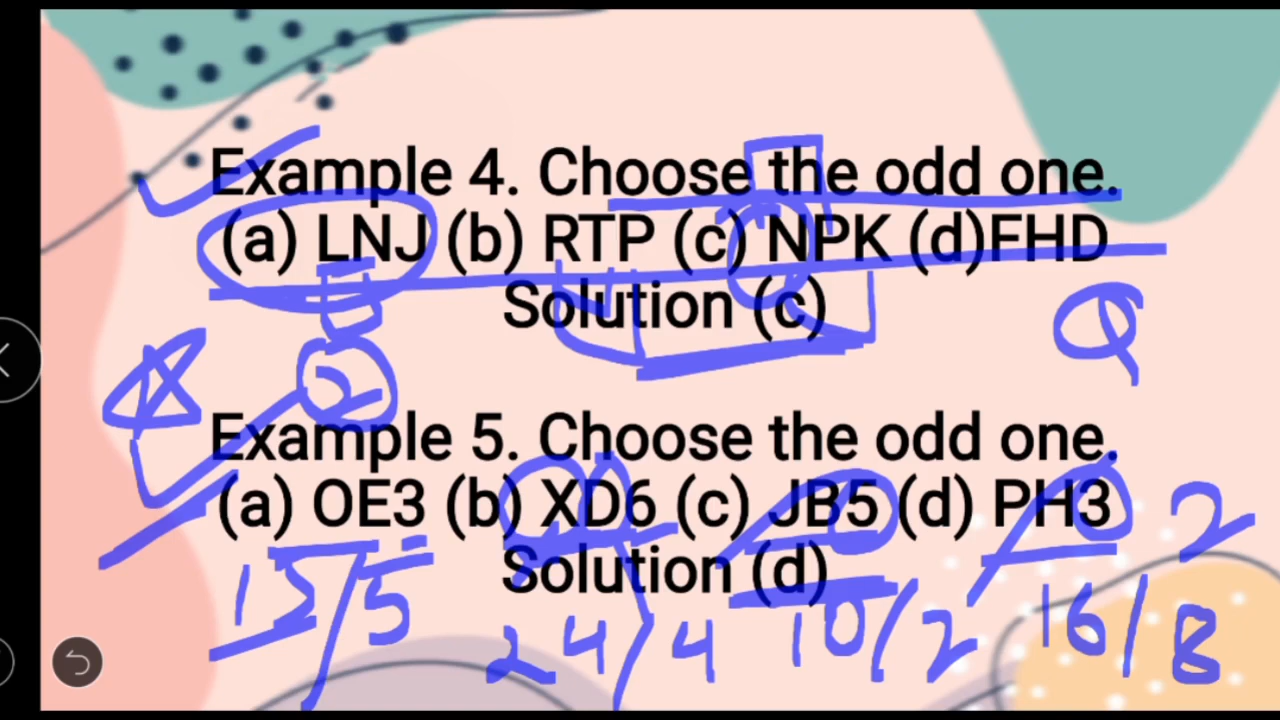 Example 4. Choose the odd one.
(a) LNJ (b) RTP (c) NPK (d)FHD
Solution (c)
Q
2
Example 5. Choose the odd one.
(a) OE3 (b) XD6 (c) JB5 (d) PH3
2
Solution (d)
15/5 24/4 10/2 16/8